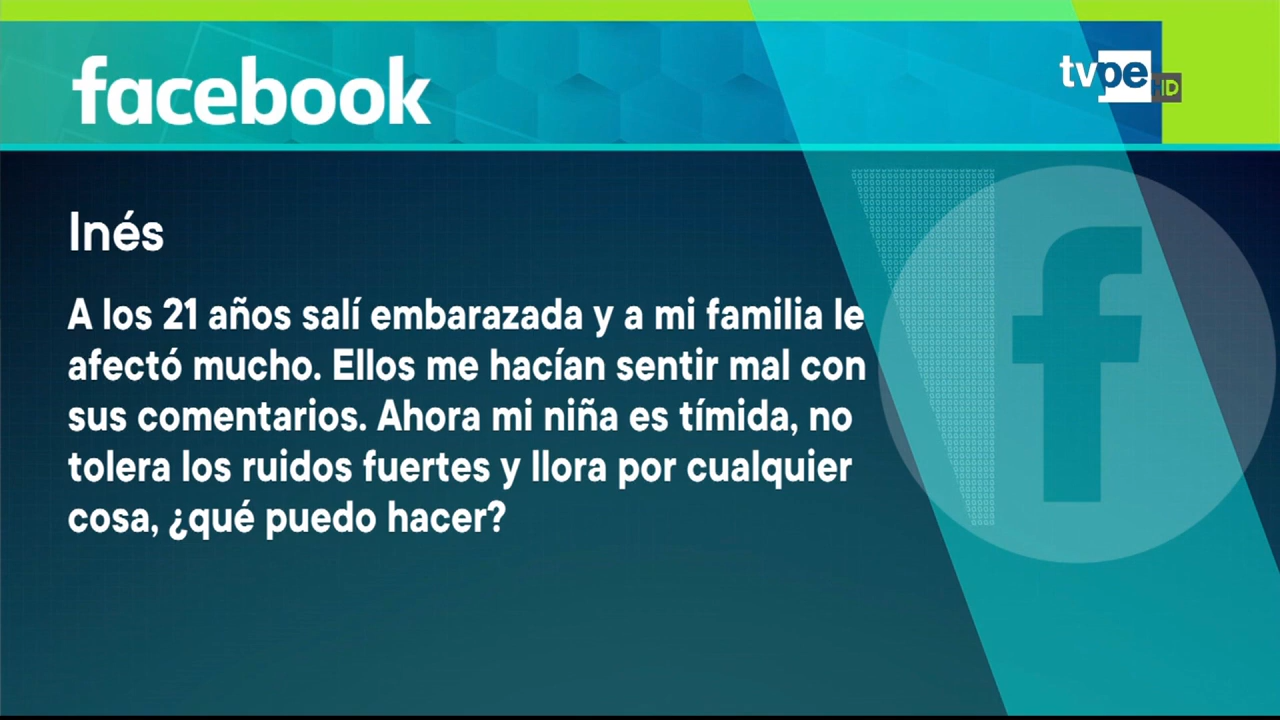 facebook
tvpe HD
Inés
A los 21 años salí embarazada y a mi familia le
afectó mucho. Ellos me hacían sentir mal con
sus comentarios. Ahora mi niña es tímida, no
tolera los ruidos fuertes y llora por cualquier
cosa, ¿qué puedo hacer?
f